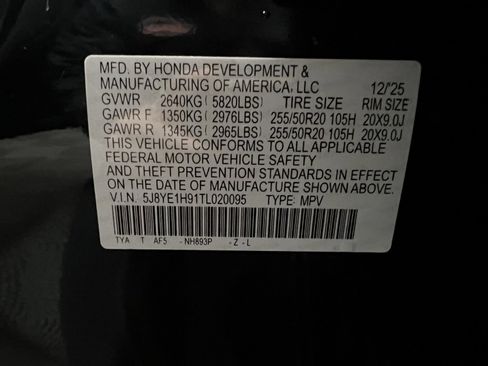 MFD. BY HONDA DEVELOPMENT &
MANUFACTURING OF AMERICA, LLC 12/'25
GVWR 2640KG(5820LBS) TIRE SIZE RIM SIZE
GAWR F 1350KG(2976LBS) 255/50R20 105H 20X9.0J
GAWR R 1345KG(2965LBS) 255/50R20 105H 20X9.0J
THIS VEHICLE CONFORMS TO ALL APPLICABLE
FEDERAL MOTOR VEHICLE SAFETY
AND THEFT PREVENTION STANDARDS IN EFFECT
ON THE DATE OF MANUFACTURE SHOWN ABOVE.
V.I.N. 5J8YE1H91TL020095 TYPE: MPV
TYA T AF5 -NH893P -Z-L